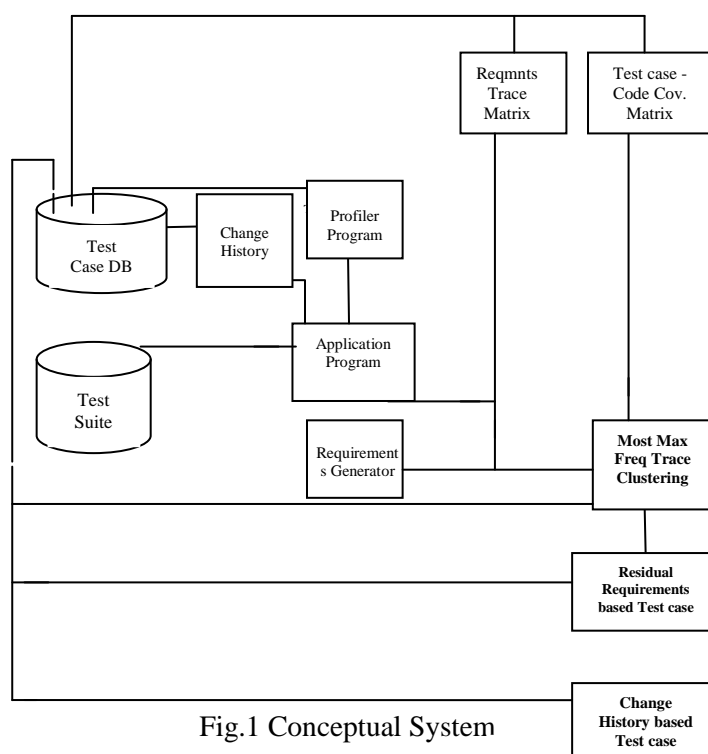 Reqmnts
Trace
Matrix
Test case -
Code Cov.
Matrix
Test
Case DB
Change
History
Profiler
Program
Application
Program
Test
Suite
Requirement
s Generator
Most Max
Freq Trace
Clustering
Residual
Requirements
based Test case
Change
History based
Test case
Fig.1 Conceptual System